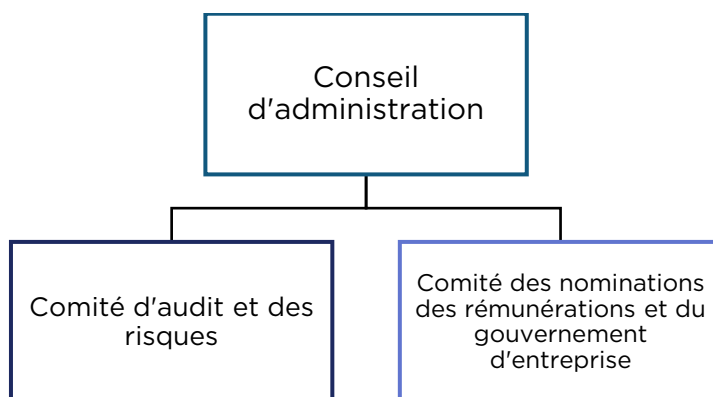 Conseil
d'administration
Comité d'audit et des
risques
Comité des nominations
des rémunérations et du
gouvernement
d'entreprise